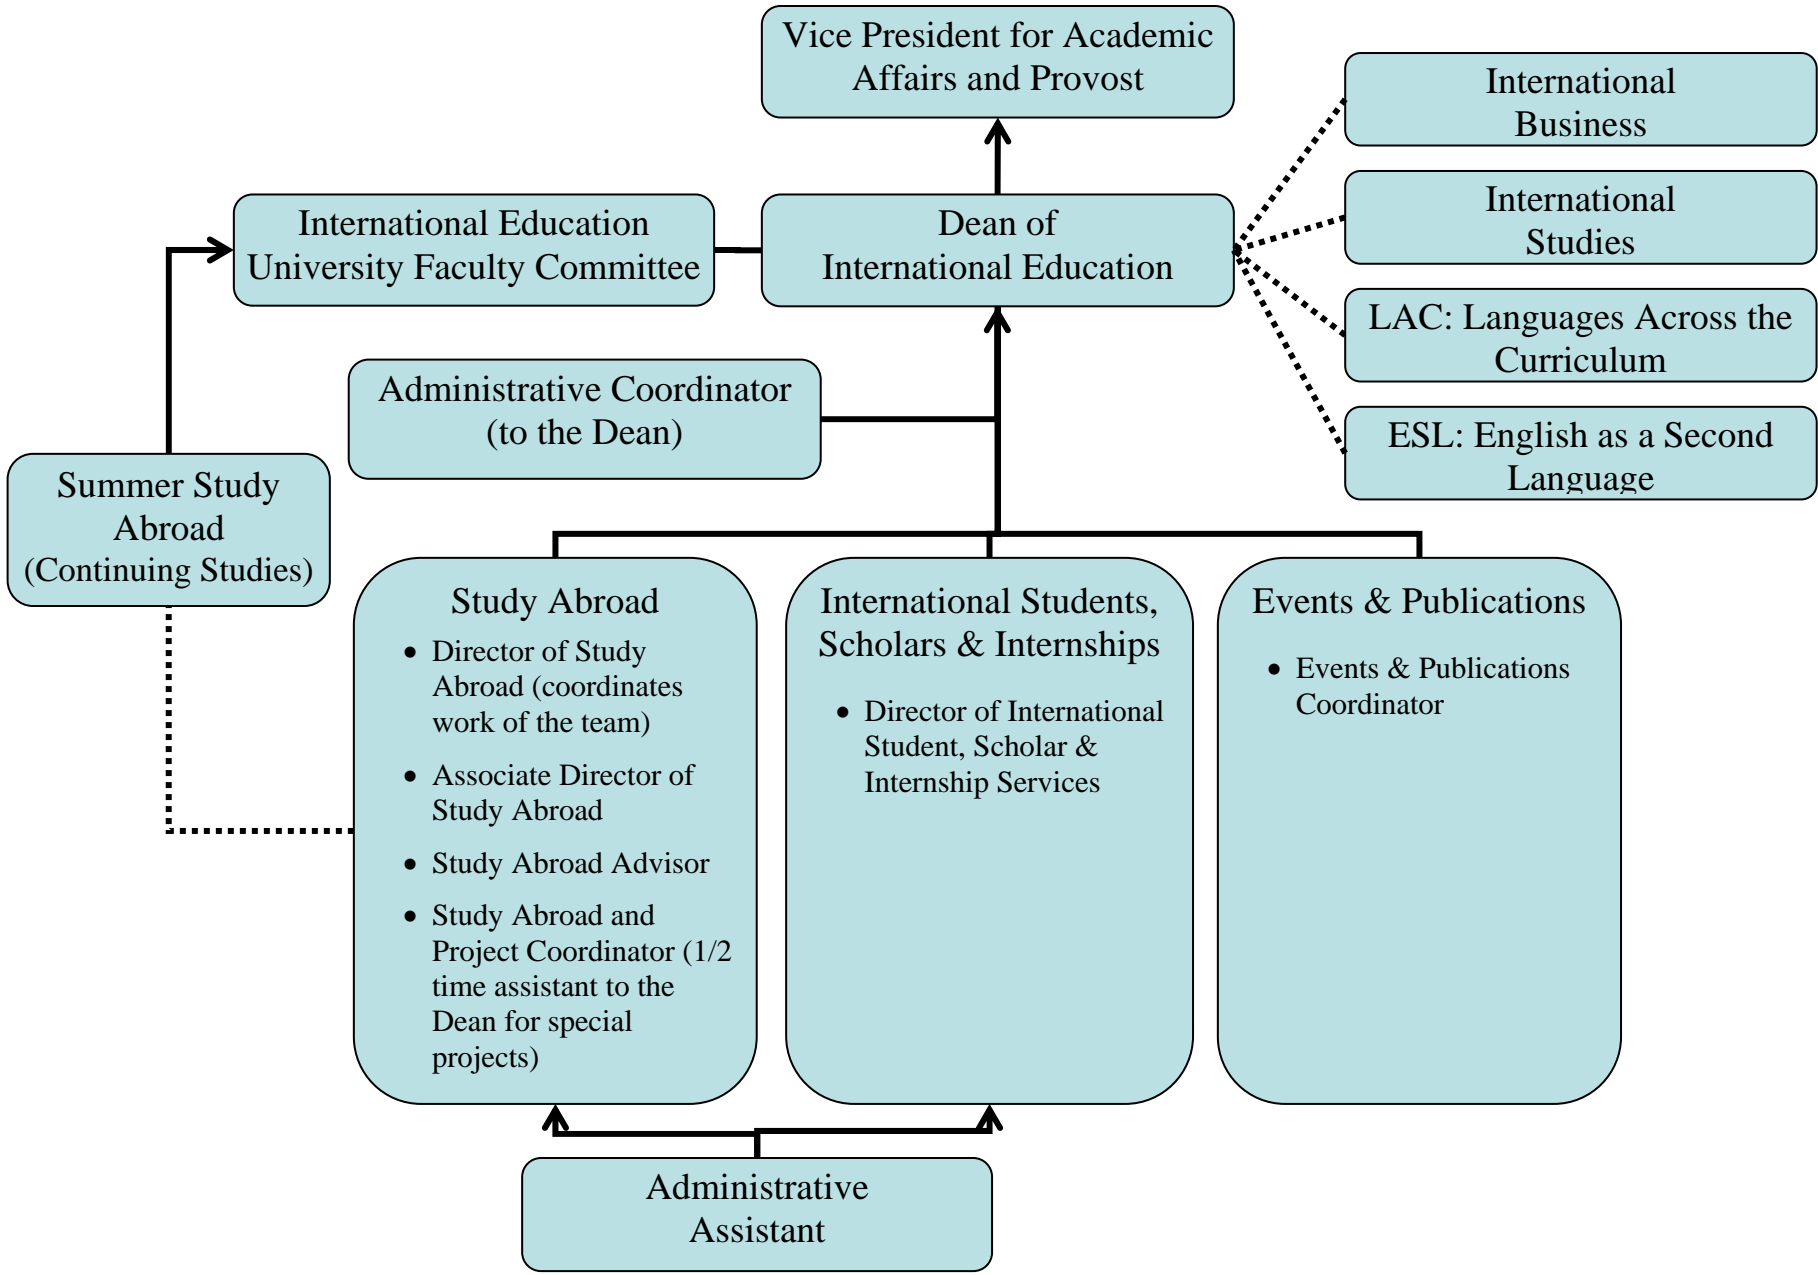 Vice President for Academic
Affairs and Provost
International
Business
International
Studies
LAC: Languages Across the
Curriculum
ESL: English as a Second
Language
International Education
University Faculty Committee
Dean of
International Education
Administrative Coordinator
(to the Dean)
Summer Study
Abroad
(Continuing Studies)
Study Abroad
• Director of Study
Abroad (coordinates
work of the team)
• Associate Director of
Study Abroad
• Study Abroad Advisor
• Study Abroad and
Project Coordinator (1/2
time assistant to the
Dean for special
projects)
International Students,
Scholars & Internships
• Director of International
Student, Scholar &
Internship Services
Events & Publications
• Events & Publications
Coordinator
Administrative
Assistant